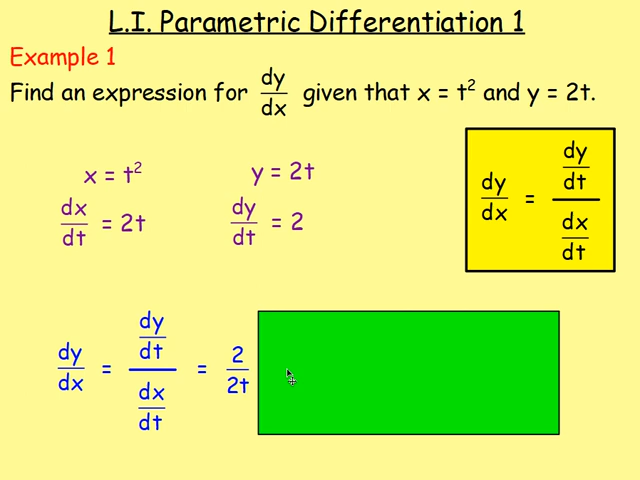 L.I. Parametric Differentiation 1
Example 1
Find an expression for dy/dx given that x = t² and y = 2t.
x = t²
y = 2t
dx/dt = 2t
dy/dt = 2
dy/dx = (dy/dt)/(dx/dt)
dy/dx = (dy/dt)/(dx/dt) = 2/2t